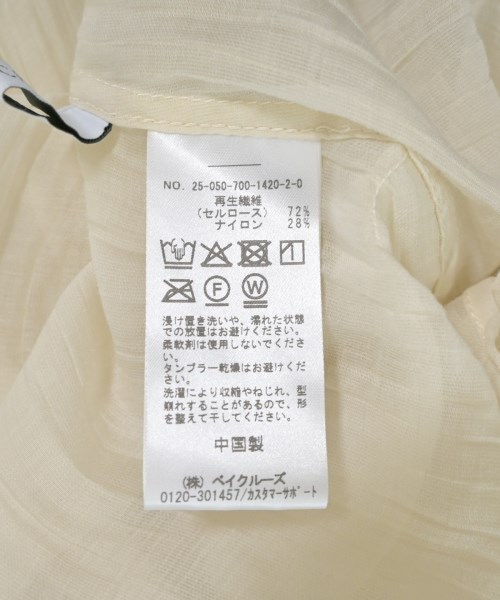 NO. 25-050-700-1420-2-0
再生繊維
(セルロース) 72%
ナイロン 28%
F W
浸け置き洗いや、濡れた状態
での放置はお避けください。
柔軟剤は使用しないでくださ
い。
タンブラー乾燥はお避けくだ
さい。
洗濯により収縮やねじれ、型
崩れすることがあるので、形
を整えて干してください。
中国製
(株) ベイクルーズ
0120-301457/カスタマーサポート